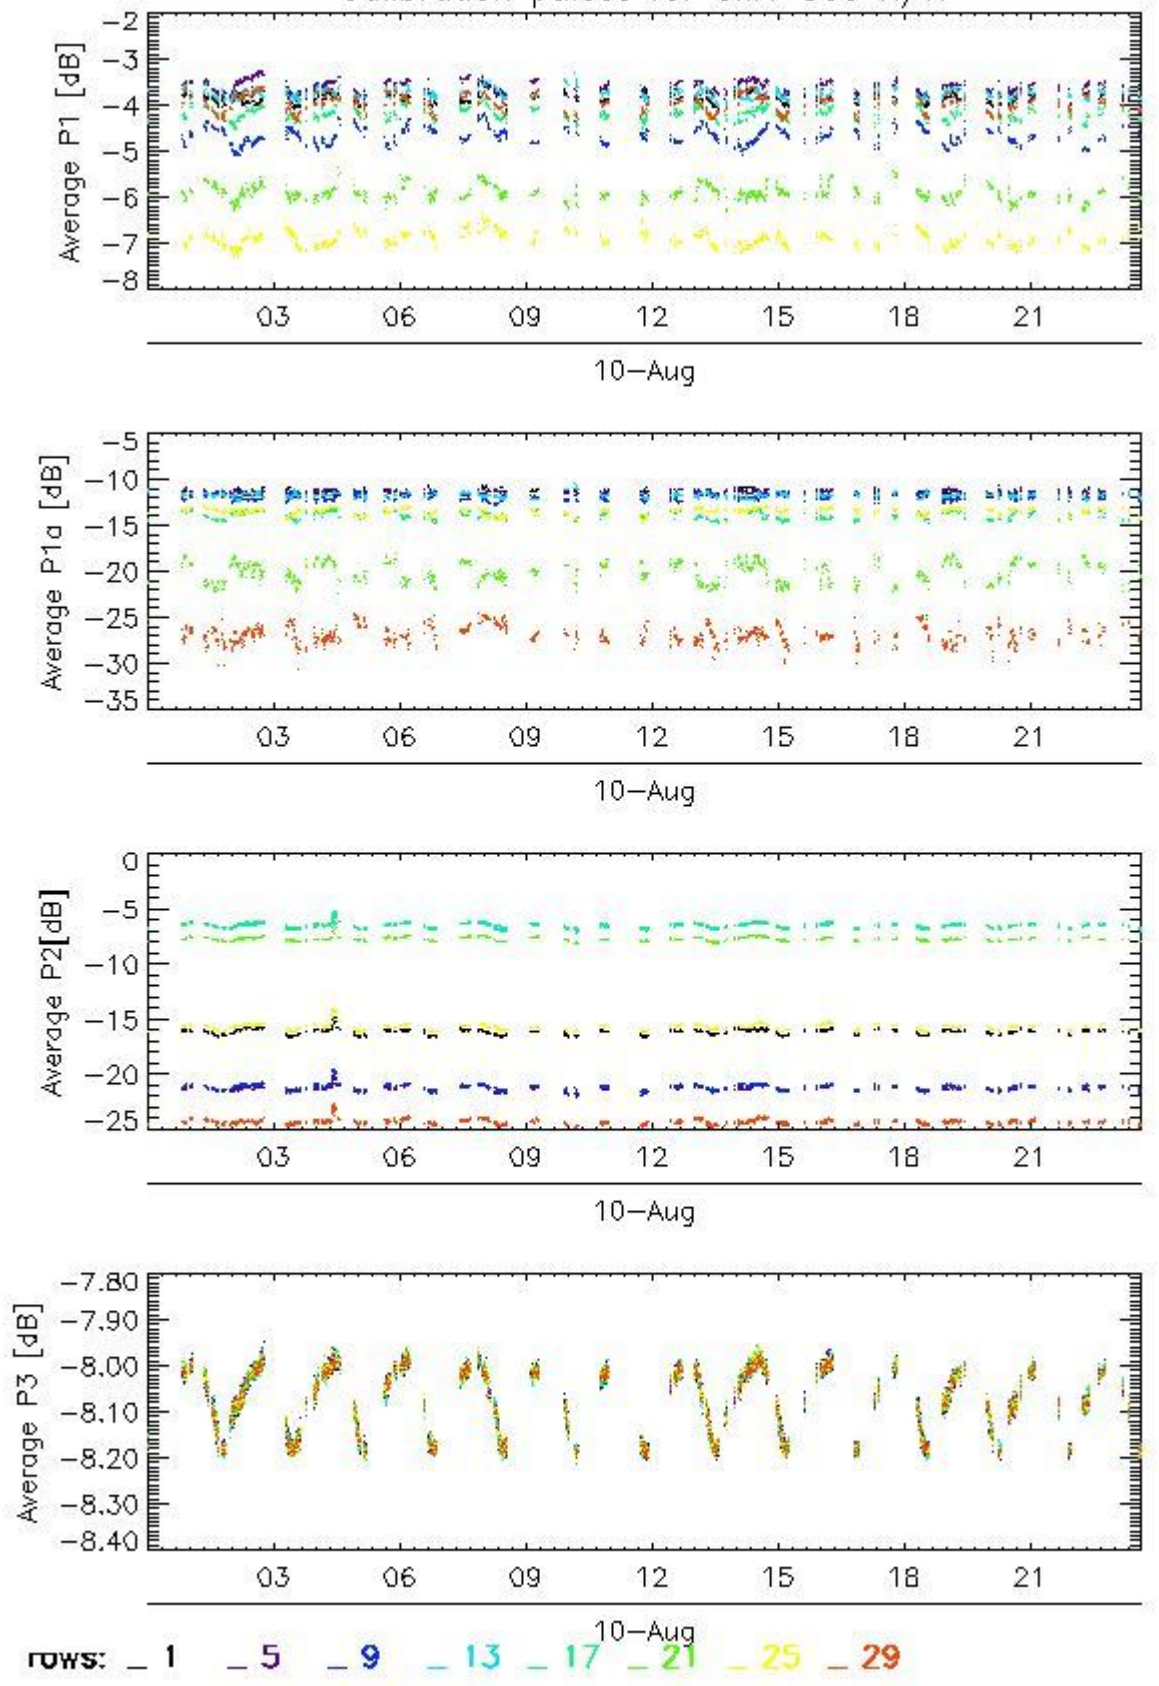 -2
-3
-4
-5
-6
-7
-8
Average P1 [dB]
03 06 09 12 15 18 21
10-Aug
-5
-10
-15
-20
-25
-30
-35
Average P1a [dB]
03 06 09 12 15 18 21
10-Aug
0
-5
-10
-15
-20
-25
Average P2[dB]
03 06 09 12 15 18 21
10-Aug
-7.80
-7.90
-8.00
-8.10
-8.20
-8.30
-8.40
Average P3 [dB]
03 06 09 12 15 18 21
10-Aug
rows: _ 1 _ 5 _ 9 _ 13 _ 17 _ 21 _ 25 _ 29